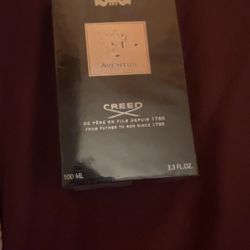 AVENTUS
CREED
DE PÈRE EN FILS DEPUIS 1760
FROM FATHER TO SON SINCE 1760
100 ML
3.3 FL.OZ.